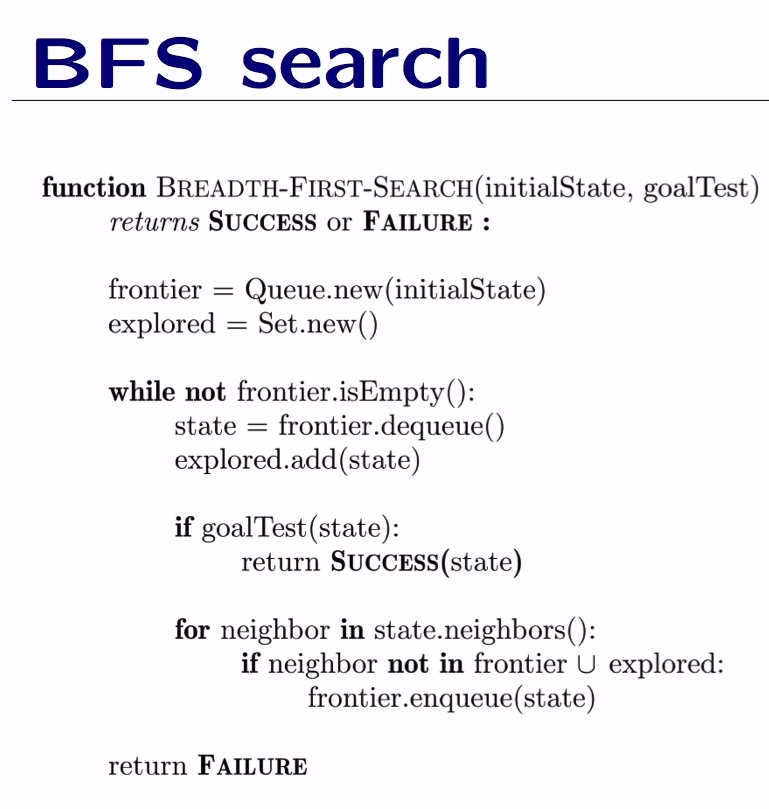 BFS search
function BREADTH-FIRST-SEARCH(initialState, goalTest)
returns SUCCESS or FAILURE :
frontier = Queue.new(initialState)
explored = Set.new()
while not frontier.isEmpty():
state = frontier.dequeue()
explored.add(state)
if goalTest(state):
return SUCCESS(state)
for neighbor in state.neighbors():
if neighbor not in frontier ∪ explored:
frontier.enqueue(state)
return FAILURE